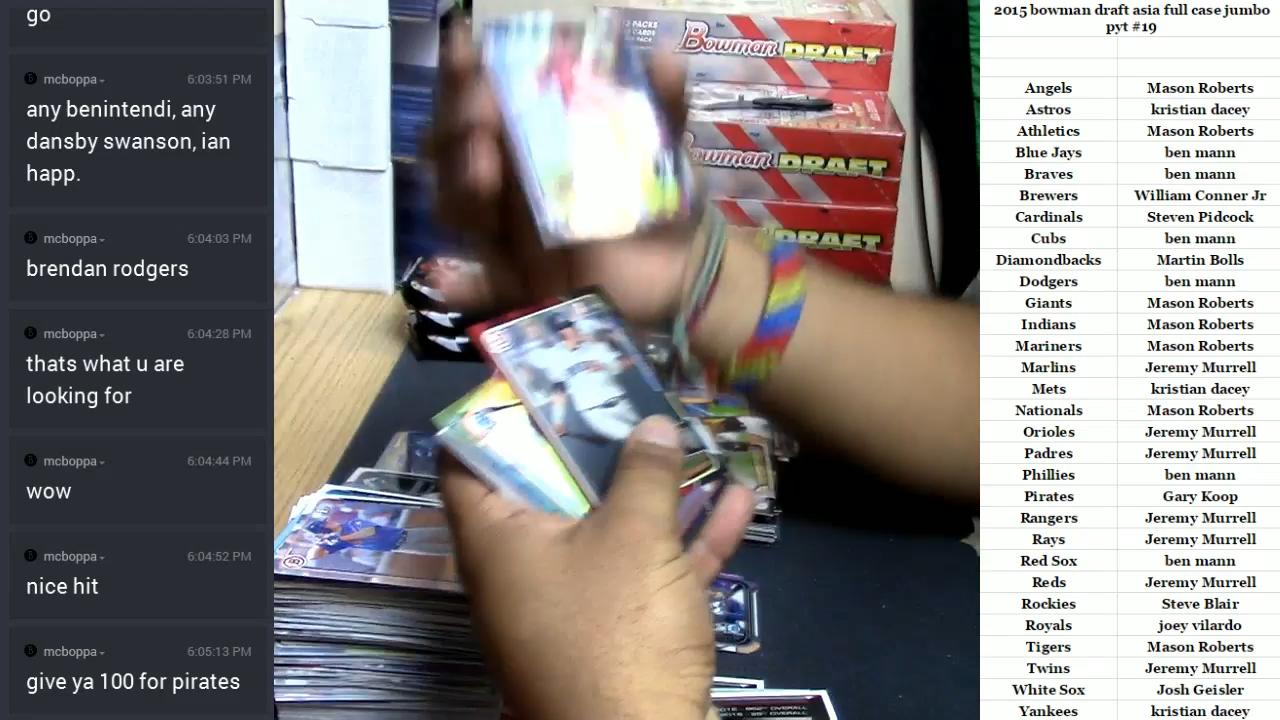 go
mcboppa 6:03:51 PM
any benintendi, any
dansby swanson, ian
happ.
mcboppa 6:04:03 PM
brendan rodgers
mcboppa 6:04:28 PM
thats what u are
looking for
mcboppa 6:04:44 PM
wow
mcboppa 6:04:52 PM
nice hit
mcboppa 6:05:13 PM
give ya 100 for pirates
PACKS
CARDS
Bowman DRAFT
Bowman DRAFT
DRAFT
2015 bowman draft asia full case jumbo
pyt #19
Angels Mason Roberts
Astros kristian dacey
Athletics Mason Roberts
Blue Jays ben mann
Braves ben mann
Brewers William Conner Jr
Cardinals Steven Pidcock
Cubs ben mann
Diamondbacks Martin Bolls
Dodgers ben mann
Giants Mason Roberts
Indians Mason Roberts
Mariners Mason Roberts
Marlins Jeremy Murrell
Mets kristian dacey
Nationals Mason Roberts
Orioles Jeremy Murrell
Padres Jeremy Murrell
Phillies ben mann
Pirates Gary Koop
Rangers Jeremy Murrell
Rays Jeremy Murrell
Red Sox ben mann
Reds Jeremy Murrell
Rockies Steve Blair
Royals joey vilardo
Tigers Mason Roberts
Twins Jeremy Murrell
White Sox Josh Geisler
Yankees kristian dacey